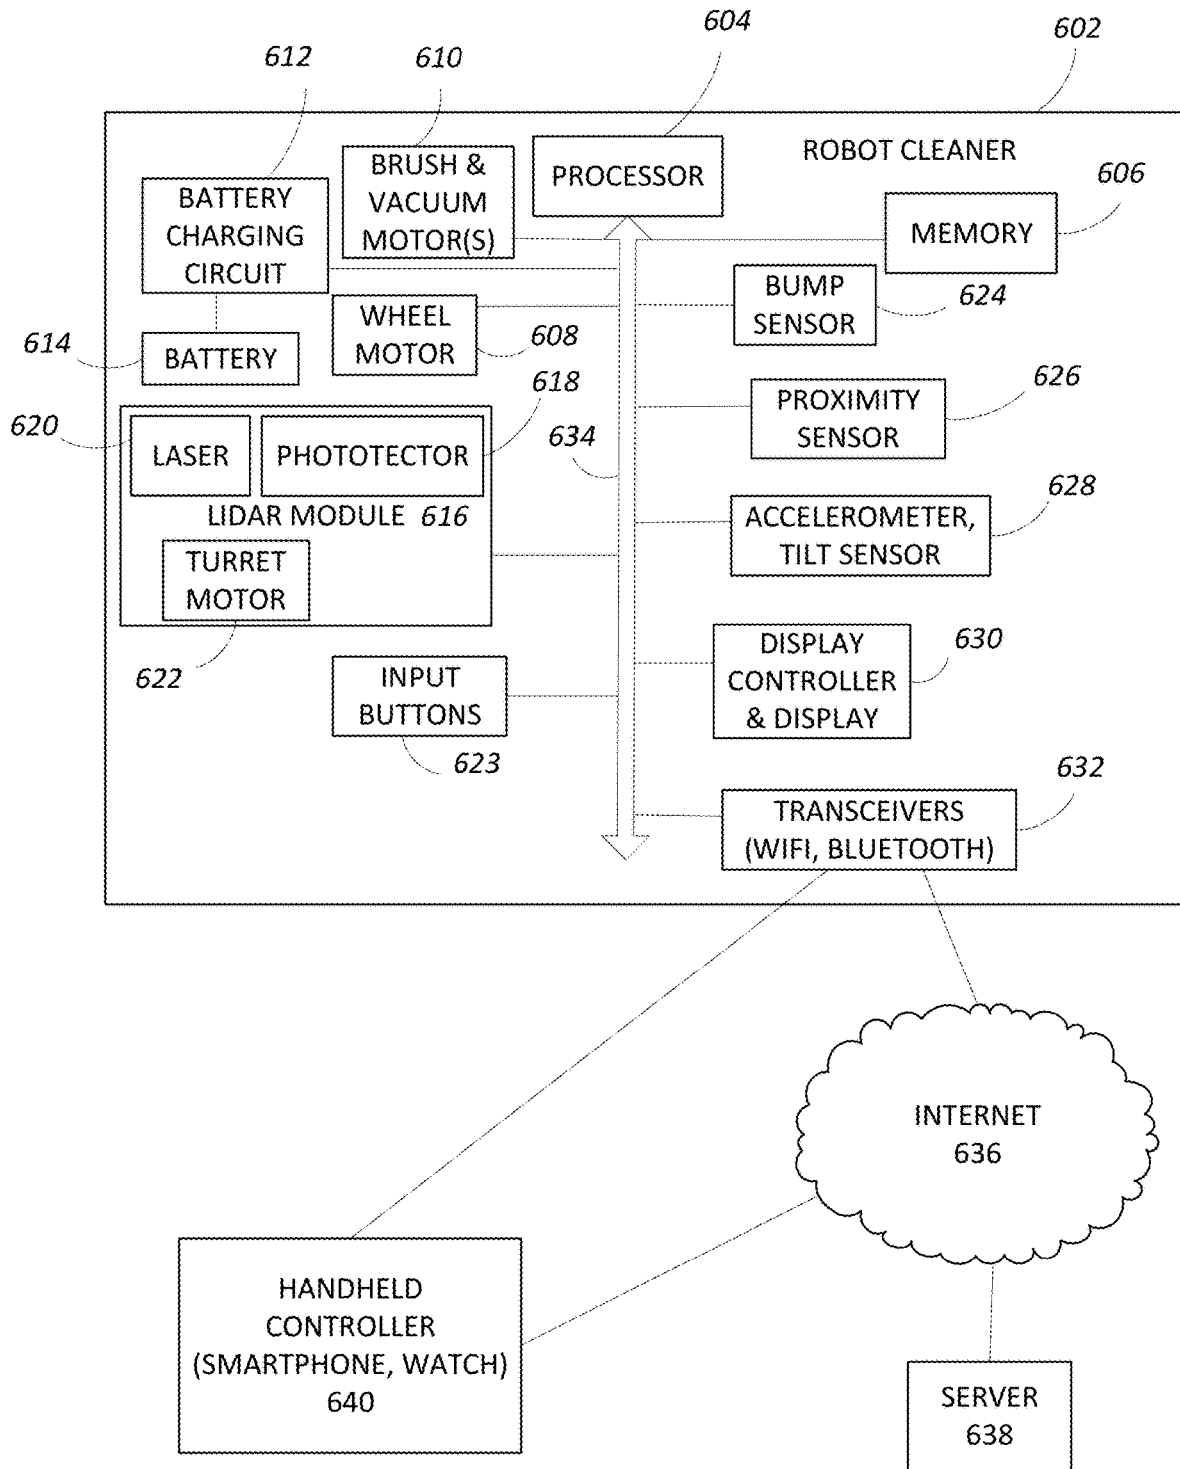 602
604
610
612
ROBOT CLEANER
PROCESSOR
BRUSH &
VACUUM
MOTOR(S)
606
BATTERY
CHARGING
CIRCUIT
MEMORY
BUMP
SENSOR
624
WHEEL
MOTOR
608
614
BATTERY
618
626
PROXIMITY
SENSOR
620
634
LASER
PHOTOTECTOR
628
LIDAR MODULE 616
ACCELEROMETER,
TILT SENSOR
TURRET
MOTOR
622
630
DISPLAY
CONTROLLER
& DISPLAY
INPUT
BUTTONS
623
632
TRANSCEIVERS
(WIFI, BLUETOOTH)
INTERNET
636
HANDHELD
CONTROLLER
(SMARTPHONE, WATCH)
640
SERVER
638